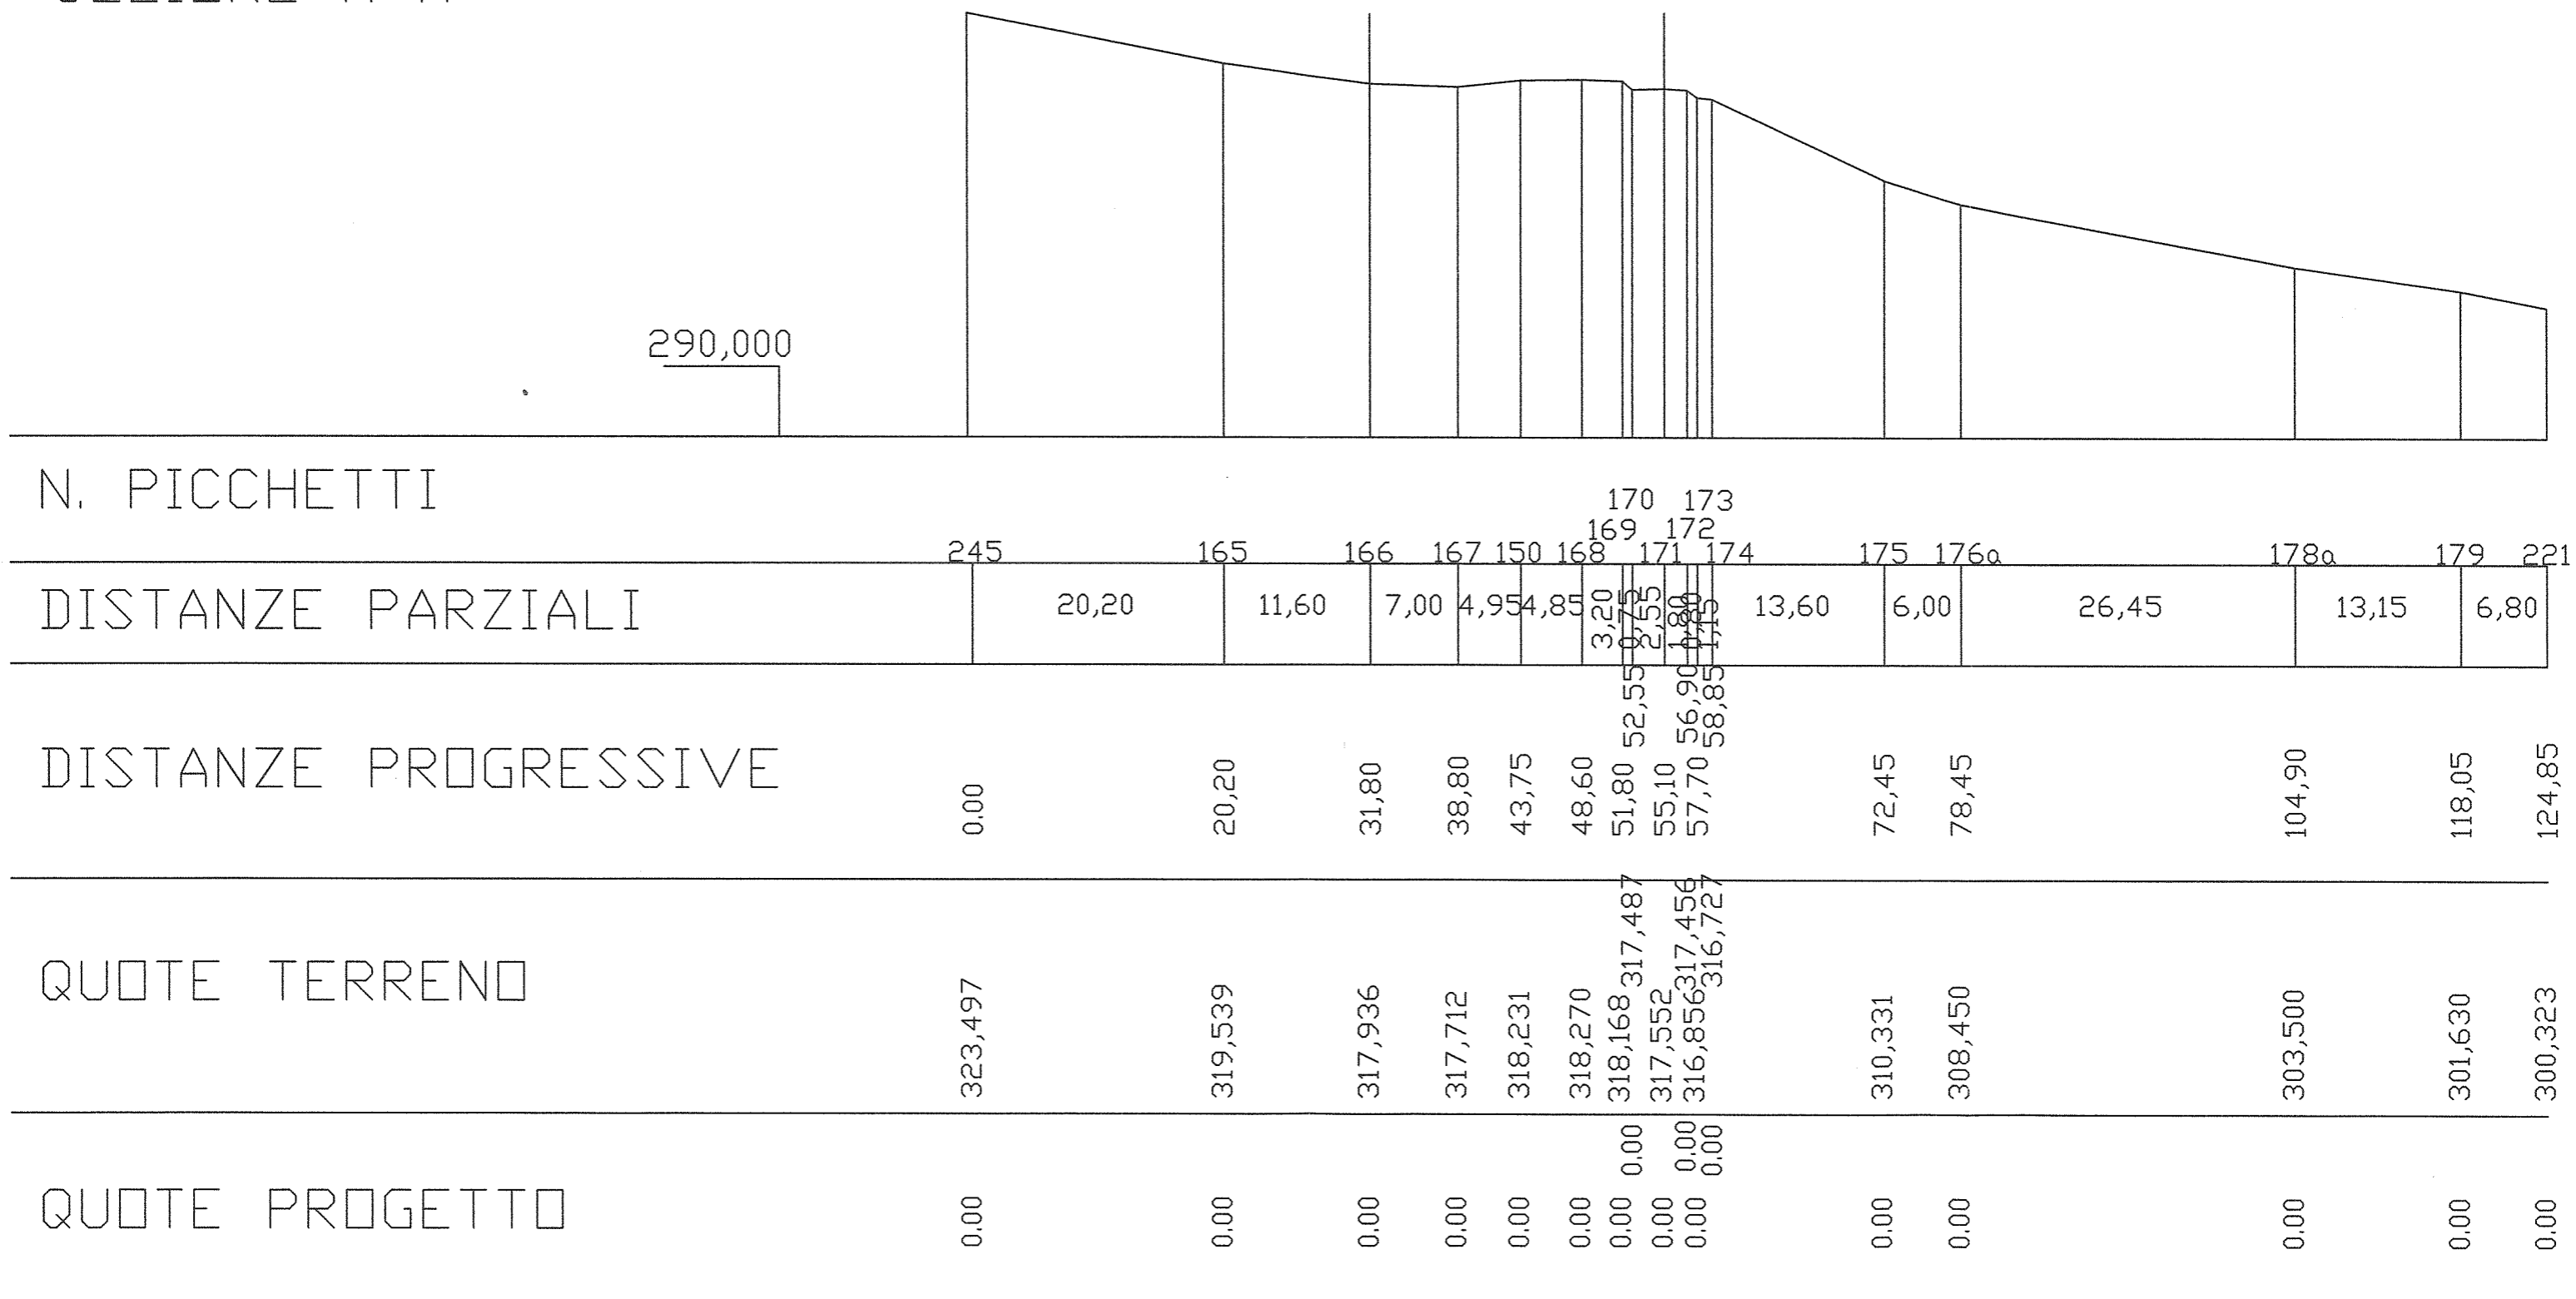 290,000
N. PICCHETTI
170 173
169 172
245 165 166 167 150 168 171 174 175 176a 178a 179 221
DISTANZE PARZIALI
20,20 11,60 7,00 4,95 4,85 3,20 0,75 2,55 1,80 0,80 1,15 13,60 6,00 26,45 13,15 6,80
DISTANZE PROGRESSIVE
0.00 20,20 31,80 38,80 43,75 48,60 51,80 52,55 55,10 56,90 57,70 58,85 72,45 78,45 104,90 118,05 124,85
QUOTE TERRENO
323,497 319,539 317,936 317,712 318,231 318,270 318,168 317,487 317,552 317,456 316,856 316,727 310,331 308,450 303,500 301,630 300,323
QUOTE PROGETTO
0.00 0.00 0.00 0.00 0.00 0.00 0.00 0.00 0.00 0.00 0.00 0.00 0.00 0.00 0.00 0.00 0.00